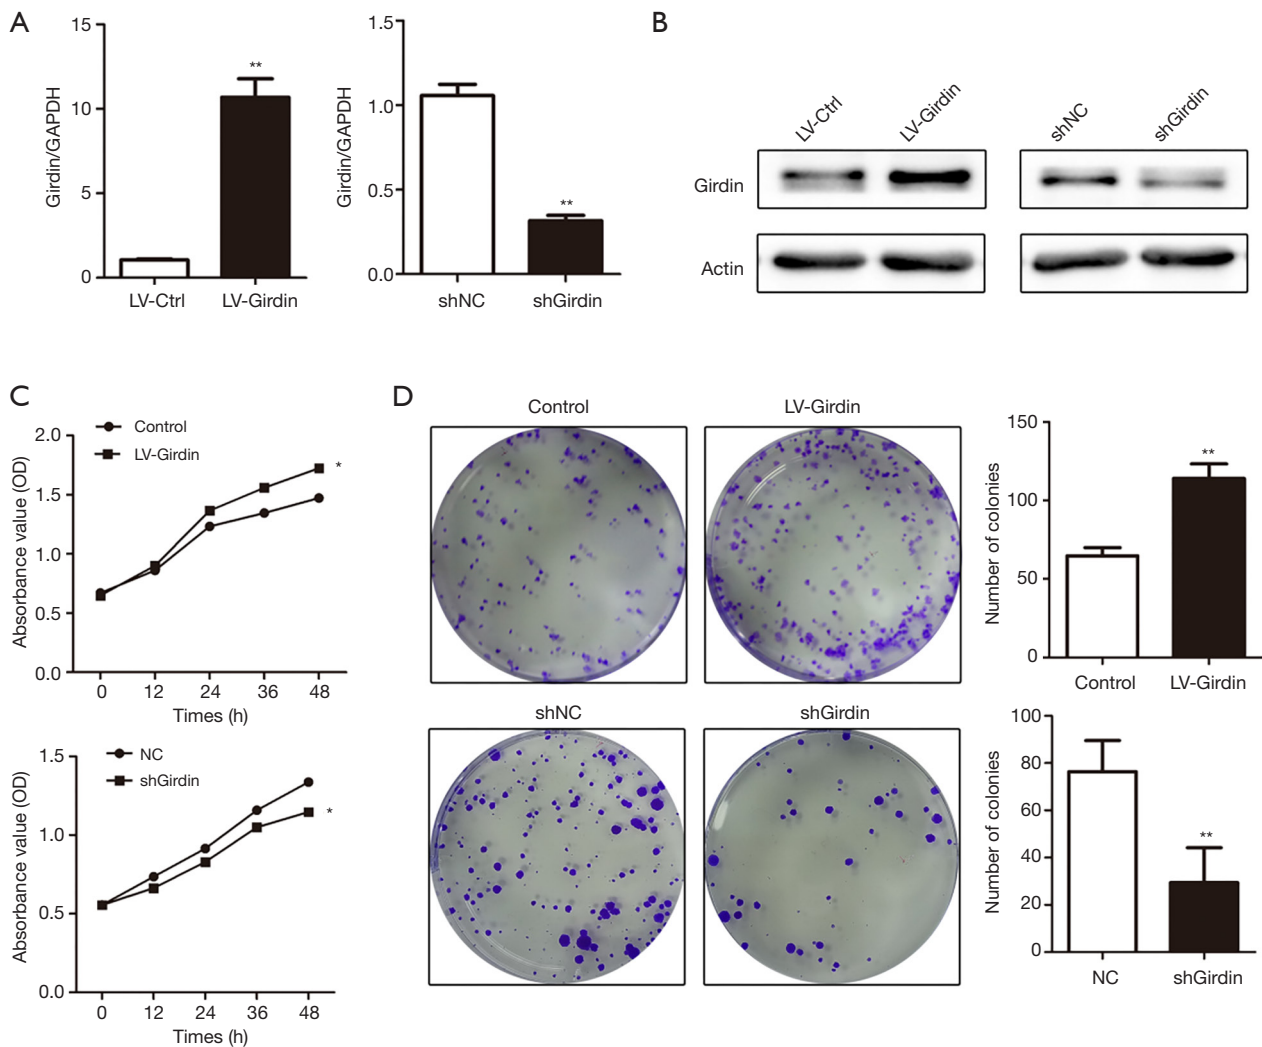 A
15
10
5
0
Girdin/GAPDH
**
LV-Ctrl
LV-Girdin
1.5
1.0
0.5
0.0
Girdin/GAPDH
**
shNC
shGirdin
B
LV-Ctrl
LV-Girdin
shNC
shGirdin
Girdin
Actin
C
Control
LV-Girdin
2.0
1.5
1.0
0.5
0.0
Absorbance value (OD)
*
0 12 24 36 48
Times (h)
NC
shGirdin
1.5
1.0
0.5
0.0
Absorbance value (OD)
*
0 12 24 36 48
Times (h)
D
Control
LV-Girdin
shNC
shGirdin
150
100
50
0
Number of colonies
**
Control
LV-Girdin
100
80
60
40
20
0
Number of colonies
**
NC
shGirdin